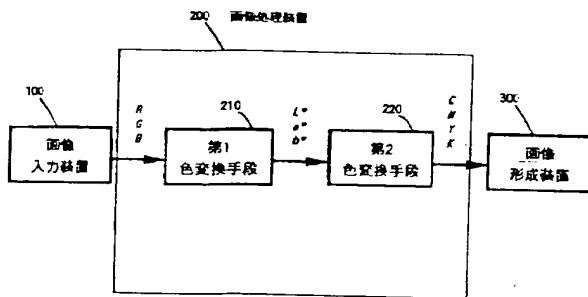 200 画像処理装置
100
画像
入力装置
R
G
B
210
第1
色変換手段
L*
a*
b*
220
第2
色変換手段
C
M
Y
K
300
画像
形成装置